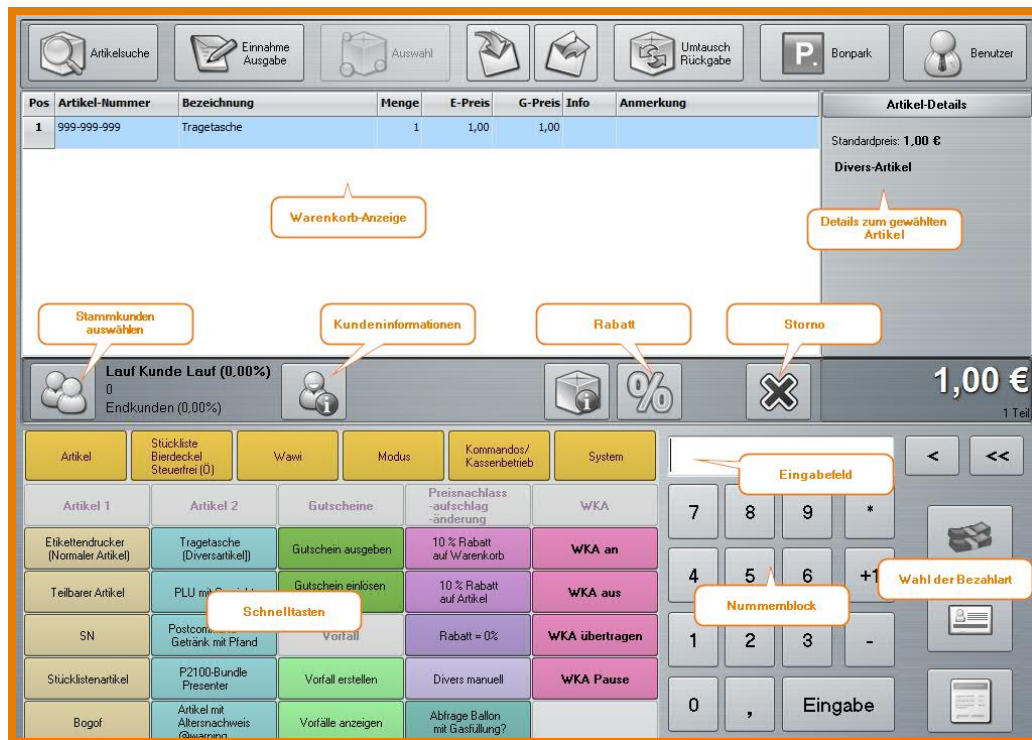 Artikelsuche
Einnahme
Ausgabe
Auswahl
Umtausch
Rückgabe
P.
Bonpark
Benutzer
Pos Artikel-Nummer Bezeichnung Menge E-Preis G-Preis Info Anmerkung
1 999-999-999 Tragetasche 1 1,00 1,00
Artikel-Details
Standardpreis: 1,00 €
Divers-Artikel
Warenkorb-Anzeige
Details zum gewählten
Artikel
Stammkunden
auswählen
Kundeninformationen
Rabatt
Storno
Lauf Kunde Lauf (0,00%)
0
Endkunden (0,00%)
%
1,00 €
1 Teil
Artikel
Stückliste
Bierdeckel
Steuerfrei (Ö)
Wawi
Modus
Kommandos/
Kassenbetrieb
System
Eingabefeld
<
<<
Artikel 1
Artikel 2
Gutscheine
Preisnachlass
-aufschlag
-änderung
WKA
7 8 9 *
Etikettendrucker
(Normaler Artikel)
Tragetasche
(Diversartikel])
Gutschein ausgeben
10 % Rabatt
auf Warenkorb
WKA an
Teilbarer Artikel
PLU mit
Gutschein einlösen
10 % Rabatt
auf Artikel
WKA aus
4 5 6 +1
Wahl der Bezahlart
Schnelltasten
Nummernblock
SN
Getränk mit Pfand
Vorfall
Rabatt = 0%
WKA übertragen
1 2 3 -
Stücklistenartikel
P2100-Bundle
Presenter
Vorfall erstellen
Divers manuell
WKA Pause
Bogof
Artikel mit
Altersnachweis
@warning
Vorfälle anzeigen
Abfrage Ballon
mit Gasfüllung?
0 , Eingabe